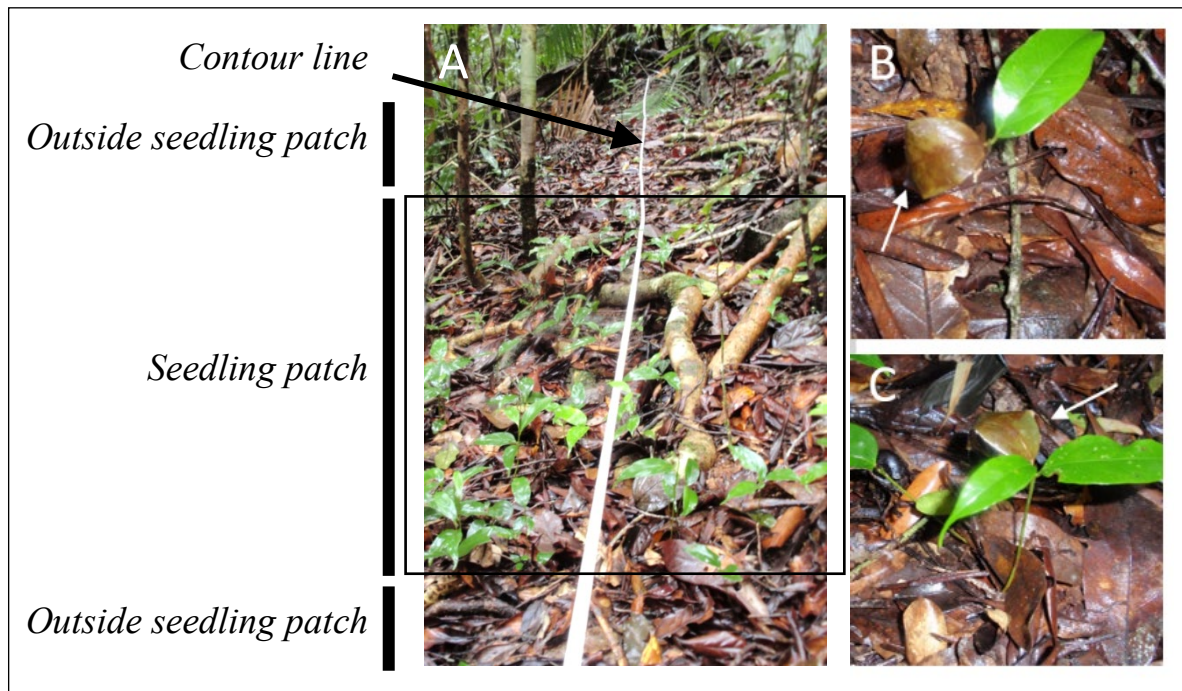 Contour line
Outside seedling patch
Seedling patch
Outside seedling patch
A
B
C